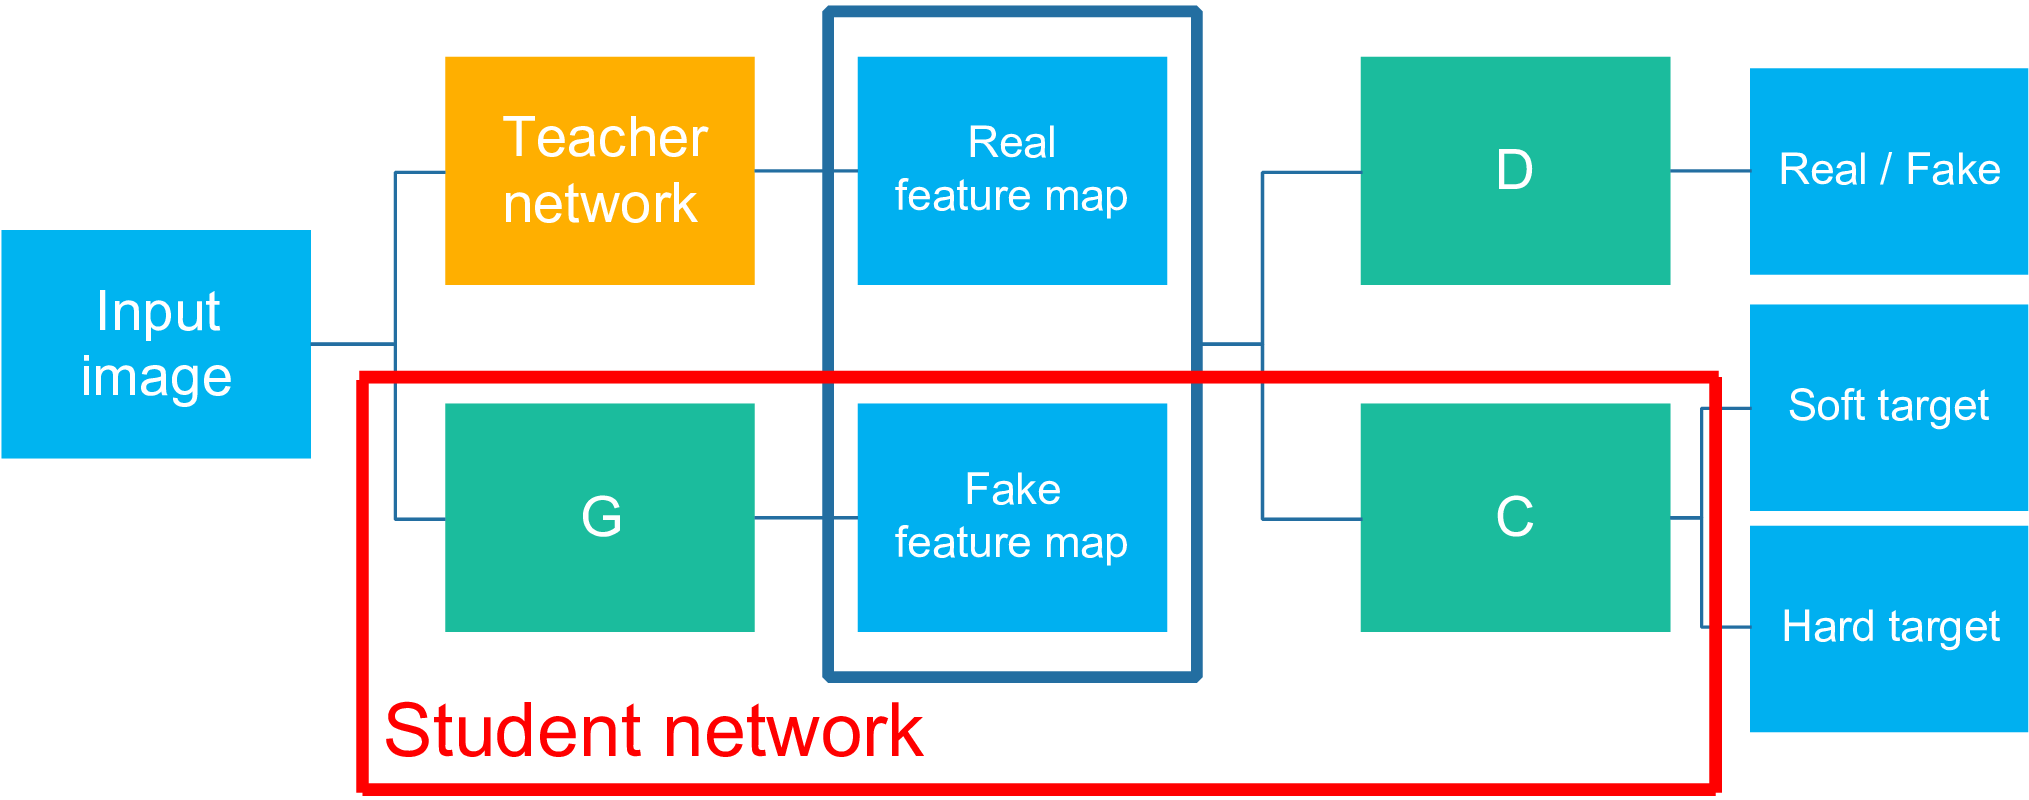 Input
image
Teacher
network
Real
feature map
D
Real / Fake
G
Fake
feature map
C
Soft target
Hard target
Student network